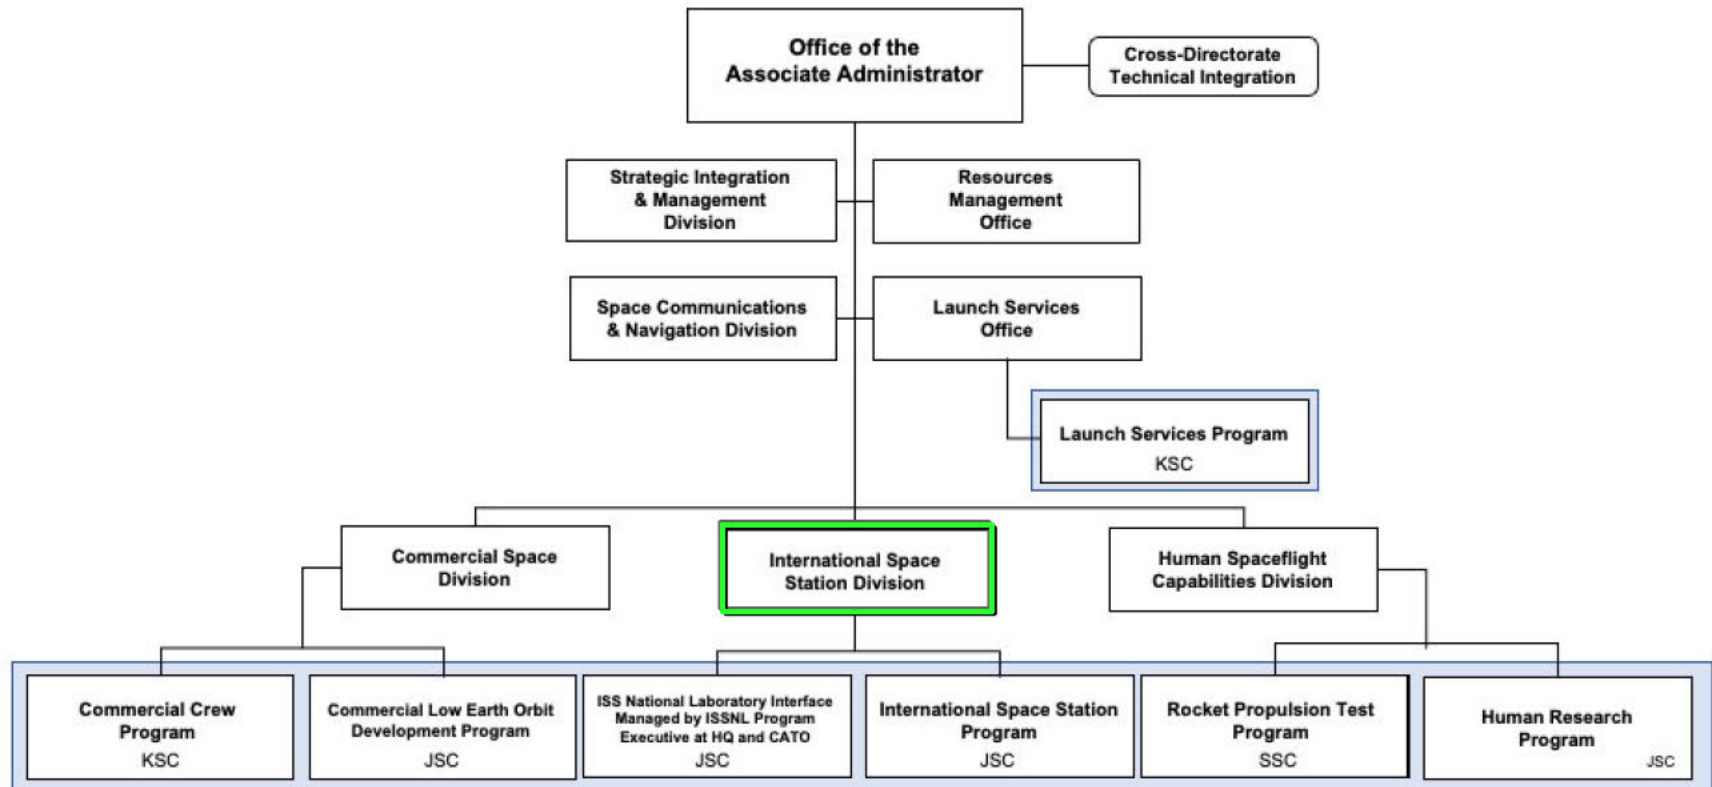 Office of the
Associate Administrator
Cross-Directorate
Technical Integration
Strategic Integration
& Management
Division
Resources
Management
Office
Space Communications
& Navigation Division
Launch Services
Office
Launch Services Program
KSC
Commercial Space
Division
International Space
Station Division
Human Spaceflight
Capabilities Division
Commercial Crew
Program
KSC
Commercial Low Earth Orbit
Development Program
JSC
ISS National Laboratory Interface
Managed by ISSNL Program
Executive at HQ and CATO
JSC
International Space Station
Program
JSC
Rocket Propulsion Test
Program
SSC
Human Research
Program
JSC